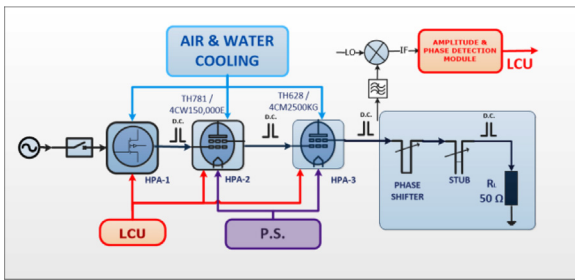 AIR & WATER
COOLING
LO
IF
AMPLITUDE &
PHASE DETECTION
MODULE
LCU
TH781 /
4CW150,000E
TH628 /
4CM2500KG
D.C.
D.C.
D.C.
D.C.
HPA-1
HPA-2
HPA-3
PHASE
SHIFTER
STUB
RL
50 Ω
LCU
P.S.